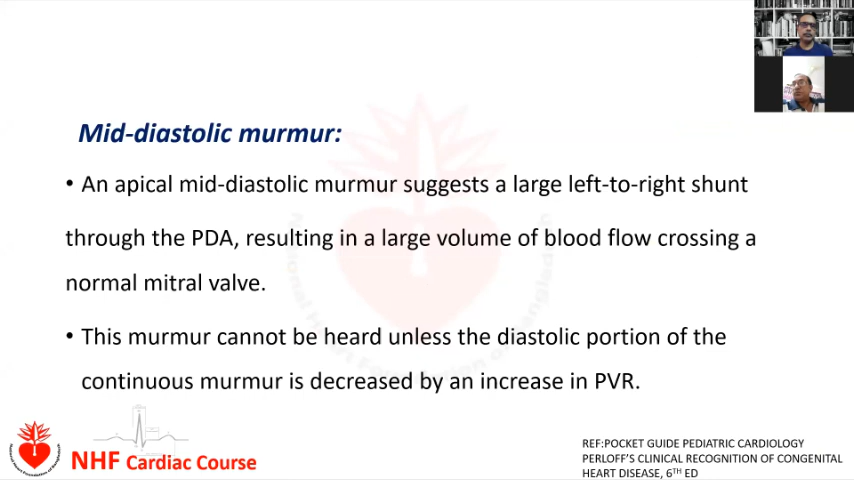 Mid-diastolic murmur:
• An apical mid-diastolic murmur suggests a large left-to-right shunt
through the PDA, resulting in a large volume of blood flow crossing a
normal mitral valve.
• This murmur cannot be heard unless the diastolic portion of the
continuous murmur is decreased by an increase in PVR.
NHF Cardiac Course
REF:POCKET GUIDE PEDIATRIC CARDIOLOGY
PERLOFF'S CLINICAL RECOGNITION OF CONGENITAL
HEART DISEASE, 6TH ED